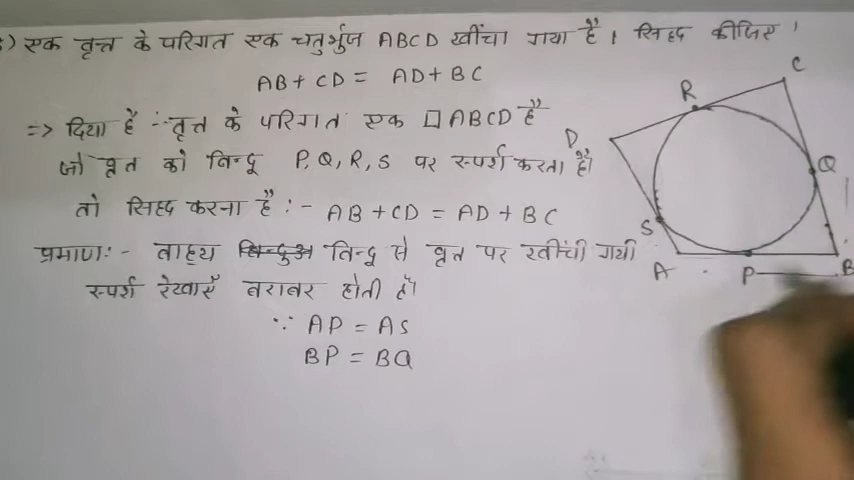 ) एक वृत्त के परिगत एक चतुर्भुज ABCD खींचा गया है। सिद्ध कीजिए
AB + CD = AD + BC
=> दिया है :- वृत्त के परिगत एक □ABCD है
जो वृत को बिन्दू P, Q, R, S पर स्पर्श करता है।
तो सिद्ध करना है :- AB + CD = AD + BC
प्रमाण:- बाह्य बिन्दू से वृत्त पर खींची गयी
स्पर्श रेखाएँ बराबर होती हैं।
∵ AP = AS
BP = BQ
C
R
D
Q
S
A
P
B